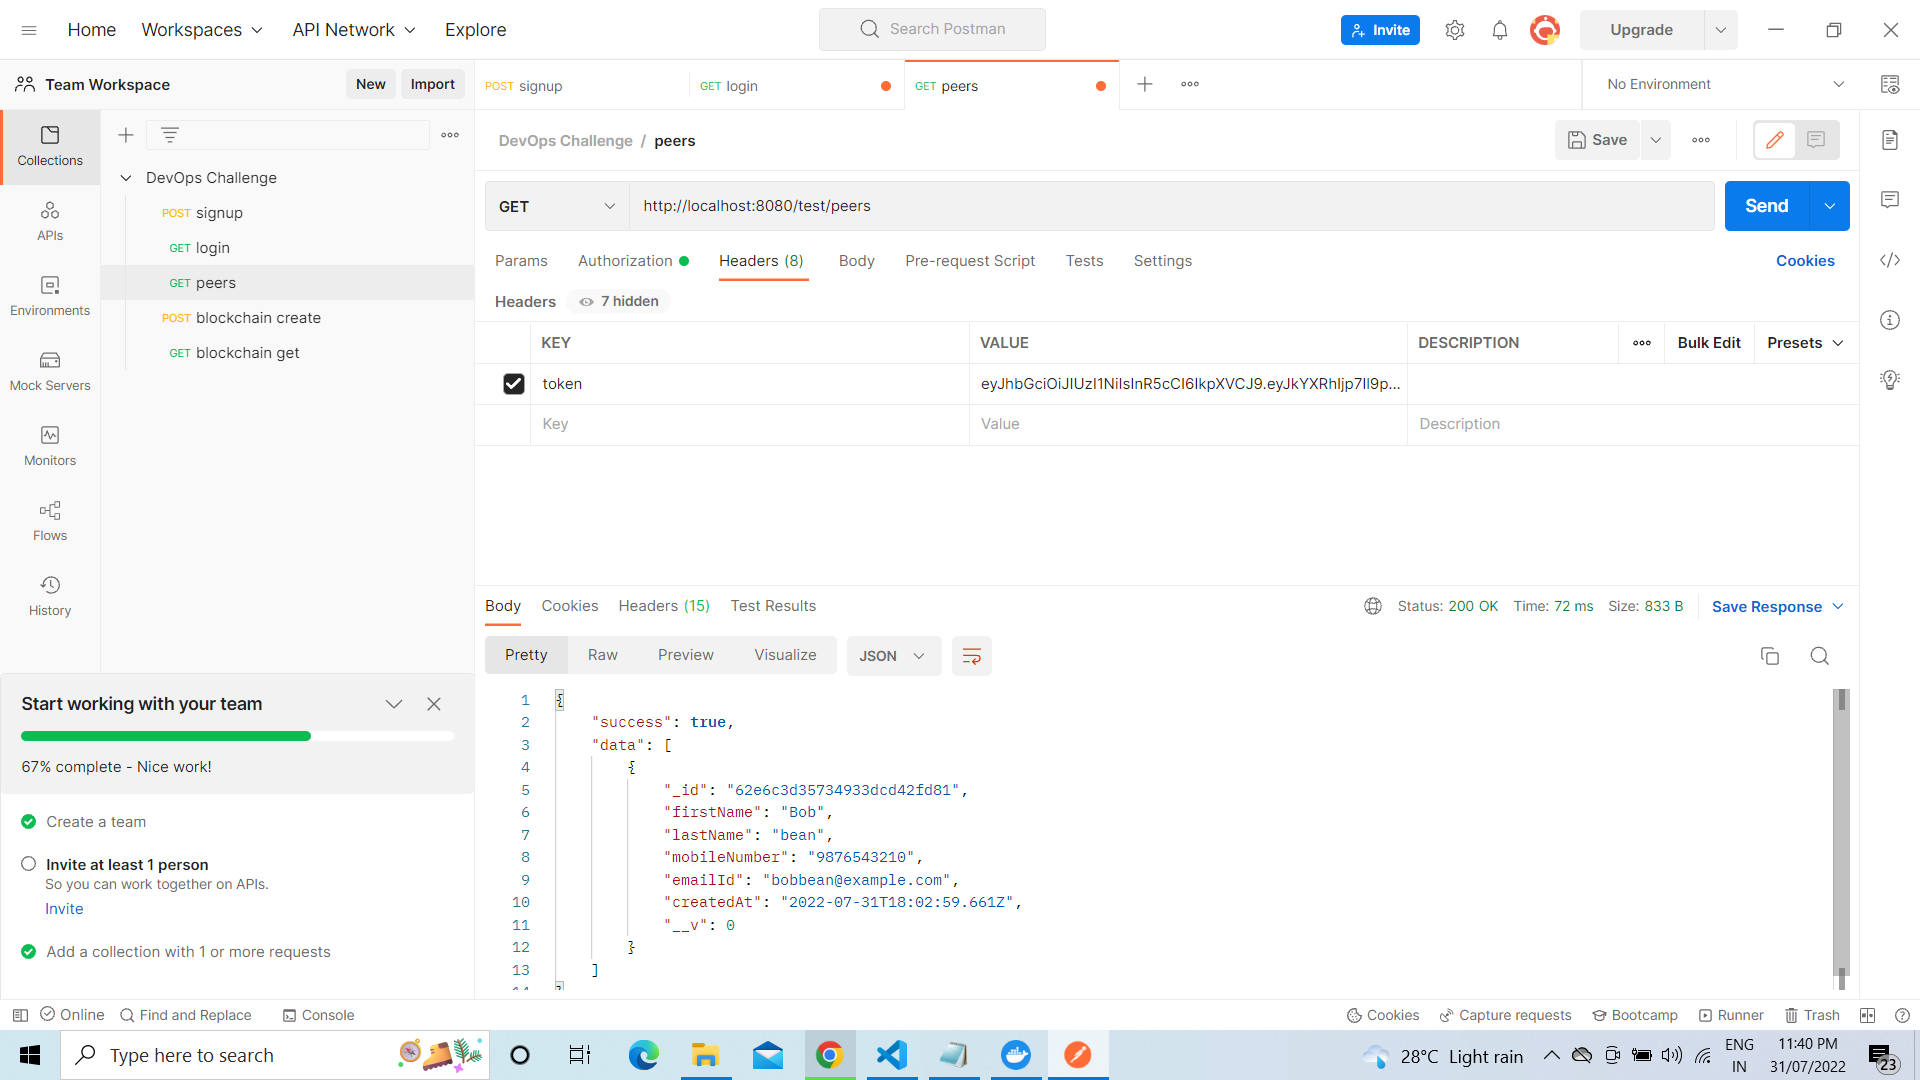 Home Workspaces API Network Explore Search Postman Invite Upgrade
Team Workspace New Import POST signup GET login GET peers No Environment
Collections
APIs
Environments
Mock Servers
Monitors
Flows
History
DevOps Challenge
POST signup
GET login
GET peers
POST blockchain create
GET blockchain get
DevOps Challenge / peers Save
GET http://localhost:8080/test/peers Send
Params Authorization Headers (8) Body Pre-request Script Tests Settings Cookies
Headers 7 hidden
KEY VALUE DESCRIPTION Bulk Edit Presets
token eyJhbGciOiJIUzI1NiIsInR5cCI6IkpXVCJ9.eyJkYXRhIjp7Il9p...
Key Value Description
Body Cookies Headers (15) Test Results Status: 200 OK Time: 72 ms Size: 833 B Save Response
Pretty Raw Preview Visualize JSON
1 {
2 "success": true,
3 "data": [
4 {
5 "_id": "62e6c3d35734933dcd42fd81",
6 "firstName": "Bob",
7 "lastName": "bean",
8 "mobileNumber": "9876543210",
9 "emailId": "bobbean@example.com",
10 "createdAt": "2022-07-31T18:02:59.661Z",
11 "__v": 0
12 }
13 ]
14 }
Start working with your team
67% complete - Nice work!
Create a team
Invite at least 1 person
So you can work together on APIs.
Invite
Add a collection with 1 or more requests
Online Find and Replace Console Cookies Capture requests Bootcamp Runner Trash
Type here to search 28°C Light rain ENG 11:40 PM
IN 31/07/2022 23